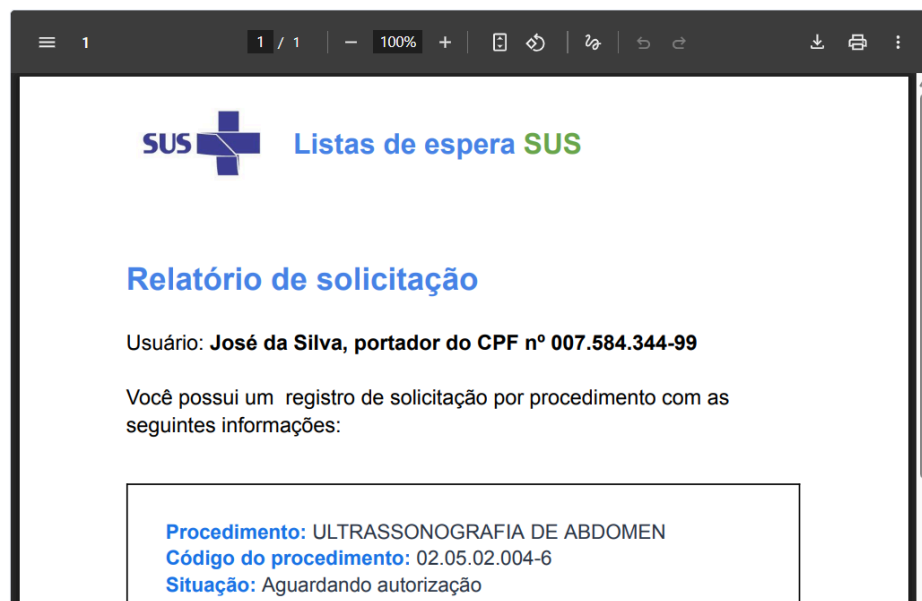 1
1 / 1
100%
SUS
Listas de espera SUS
Relatório de solicitação
Usuário: José da Silva, portador do CPF nº 007.584.344-99
Você possui um registro de solicitação por procedimento com as
seguintes informações:
Procedimento: ULTRASSONOGRAFIA DE ABDOMEN
Código do procedimento: 02.05.02.004-6
Situação: Aguardando autorização